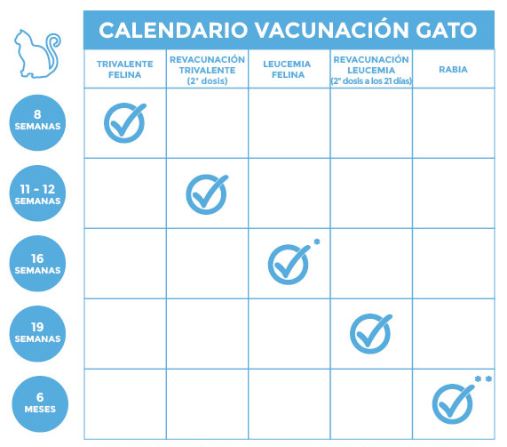 CALENDARIO VACUNACIÓN GATO
TRIVALENTE
FELINA
REVACUNACIÓN
TRIVALENTE
(2ª dosis)
LEUCEMIA
FELINA
REVACUNACIÓN
LEUCEMIA
(2ª dosis a los 21 días)
RABIA
8
SEMANAS
11 - 12
SEMANAS
16
SEMANAS
*
19
SEMANAS
6
MESES
**